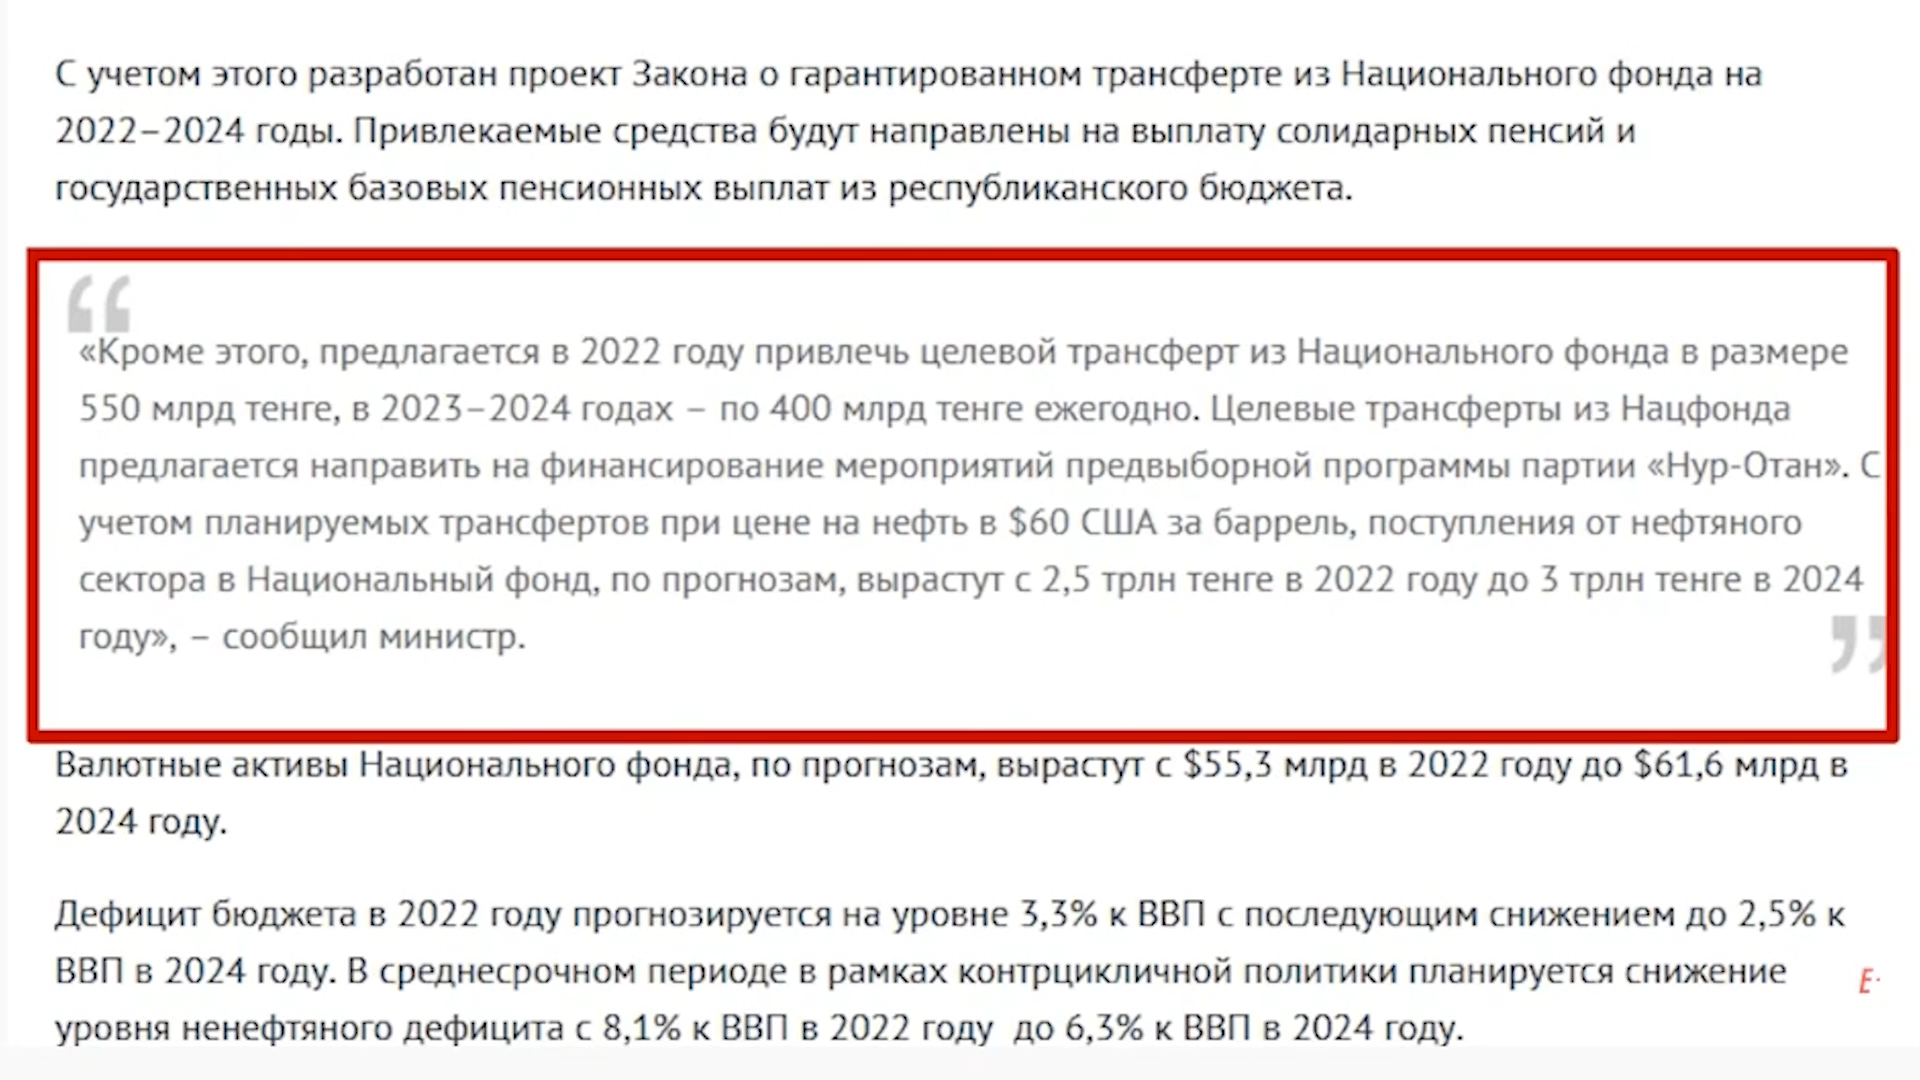 С учетом этого разработан проект Закона о гарантированном трансферте из Национального фонда на
2022–2024 годы. Привлекаемые средства будут направлены на выплату солидарных пенсий и
государственных базовых пенсионных выплат из республиканского бюджета.
“
«Кроме этого, предлагается в 2022 году привлечь целевой трансферт из Национального фонда в размере
550 млрд тенге, в 2023–2024 годах – по 400 млрд тенге ежегодно. Целевые трансферты из Нацфонда
предлагается направить на финансирование мероприятий предвыборной программы партии «Нур-Отан». С
учетом планируемых трансфертов при цене на нефть в $60 США за баррель, поступления от нефтяного
сектора в Национальный фонд, по прогнозам, вырастут с 2,5 трлн тенге в 2022 году до 3 трлн тенге в 2024
году», – сообщил министр.
”
Валютные активы Национального фонда, по прогнозам, вырастут с $55,3 млрд в 2022 году до $61,6 млрд в
2024 году.
Дефицит бюджета в 2022 году прогнозируется на уровне 3,3% к ВВП с последующим снижением до 2,5% к
ВВП в 2024 году. В среднесрочном периоде в рамках контрцикличной политики планируется снижение
уровня ненефтяного дефицита с 8,1% к ВВП в 2022 году до 6,3% к ВВП в 2024 году.